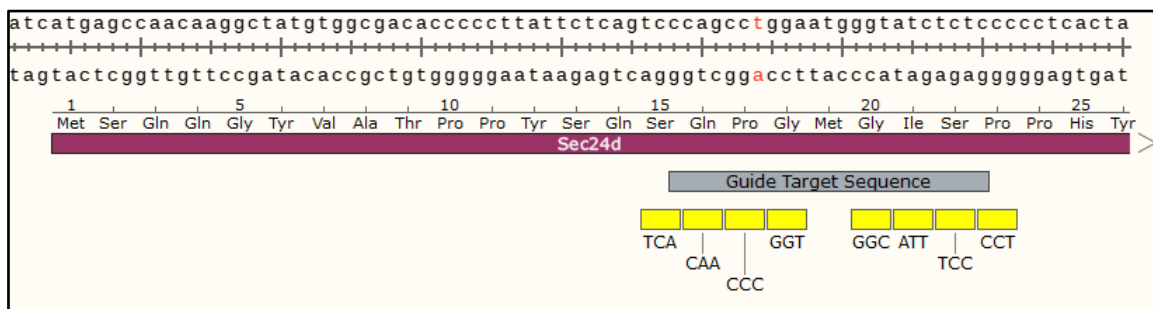 atcatgagccaacaaggctatgtggcgacacccccttattctcagtcccagcctggaatgggtatctctccccctcacta
tagtactcggttgttccgatacaccgctgtgggggaataagagtcagggtcggaccttacccatagagagggggagtgat
1 5 10 15 20 25
Met Ser Gln Gln Gly Tyr Val Ala Thr Pro Pro Tyr Ser Gln Ser Gln Pro Gly Met Gly Ile Ser Pro Pro His Tyr
Sec24d
Guide Target Sequence
TCA GGT GGC ATT CCT
CAA TCC
CCC